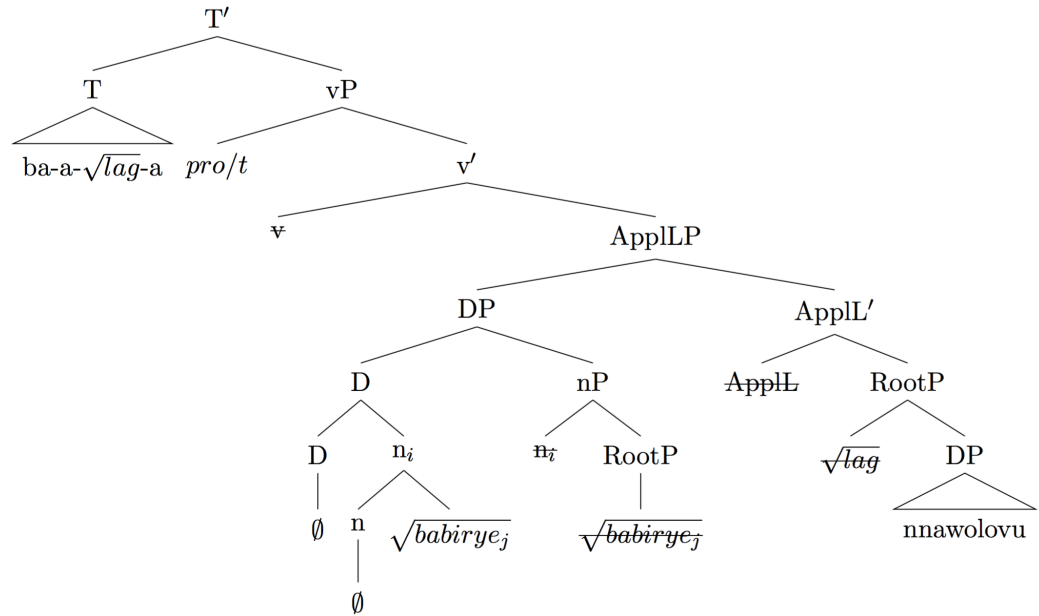 T′
T vP
ba-a-√lag-a pro/t v′
v ApplLP
DP ApplL′
D nP ApplL RootP
D n_i n_i RootP √lag DP
∅ n √babirye_j √babirye_j nnawolovu
∅